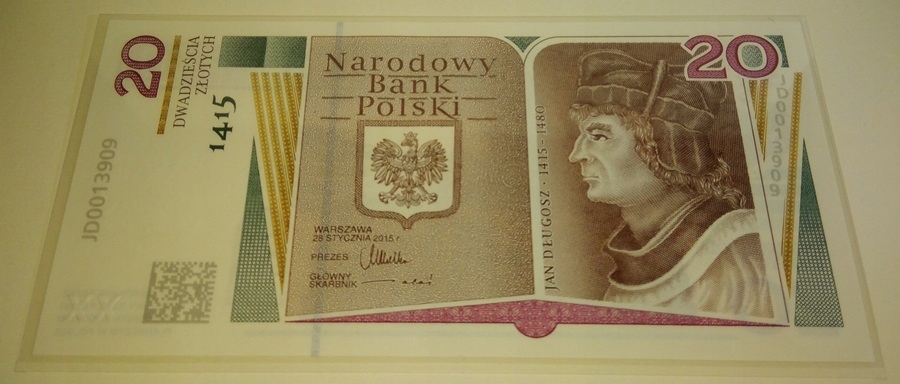 20
DWADZIEŚCIA
ZŁOTYCH
1415
JD0013909
Narodowy
Bank
Polski
WARSZAWA
28 STYCZNIA 2015 r.
PREZES
GŁÓWNY
SKARBNIK
JAN DŁUGOSZ · 1415–1480
20
JD0013909